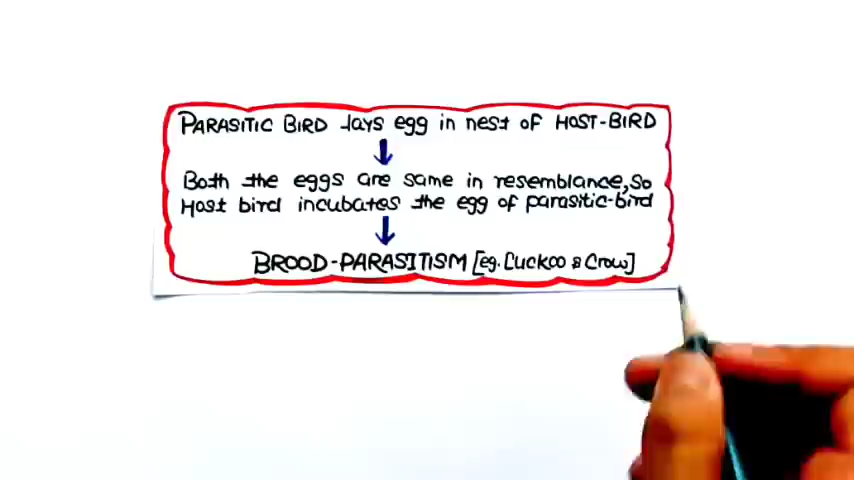 PARASITIC BIRD lays egg in nest of HOST-BIRD
Both the eggs are same in resemblance, so
Host bird incubates the egg of parasitic-bird
BROOD-PARASITISM [eg. Cuckoo & Crow]